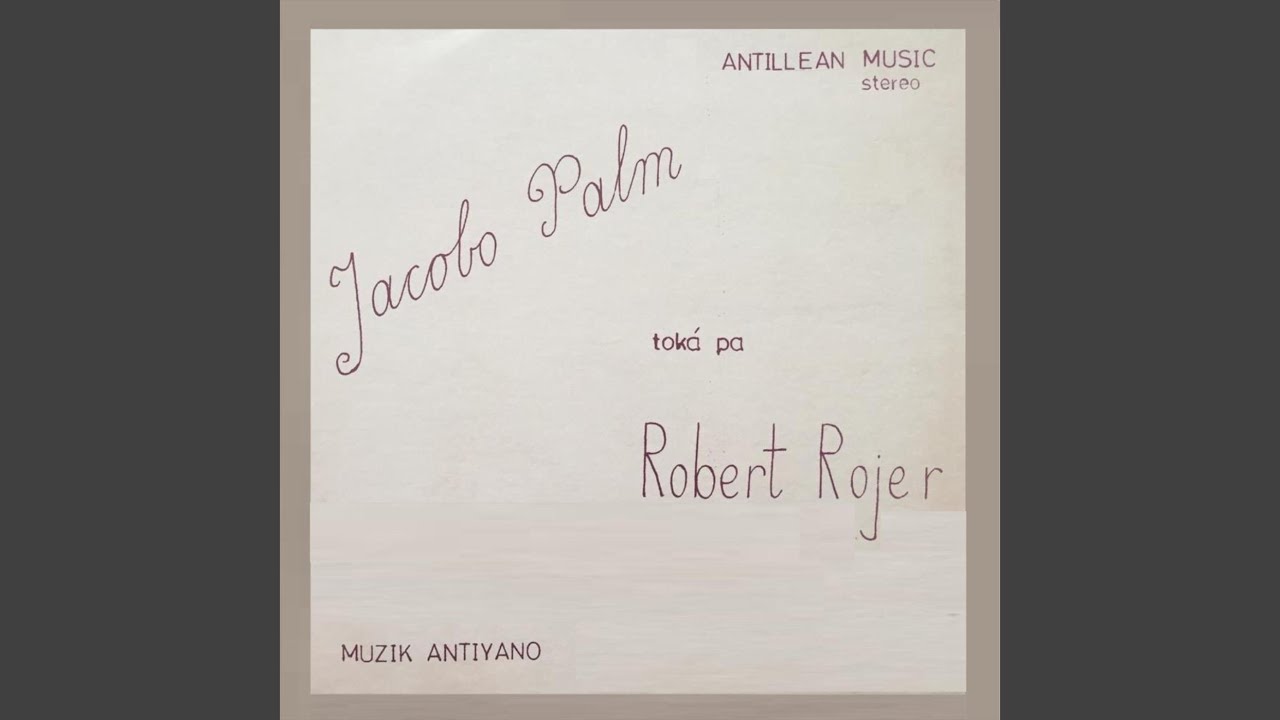 ANTILLEAN MUSIC
stereo
Jacobo Palm
toká pa
Robert Rojer
MUZIK ANTIYANO